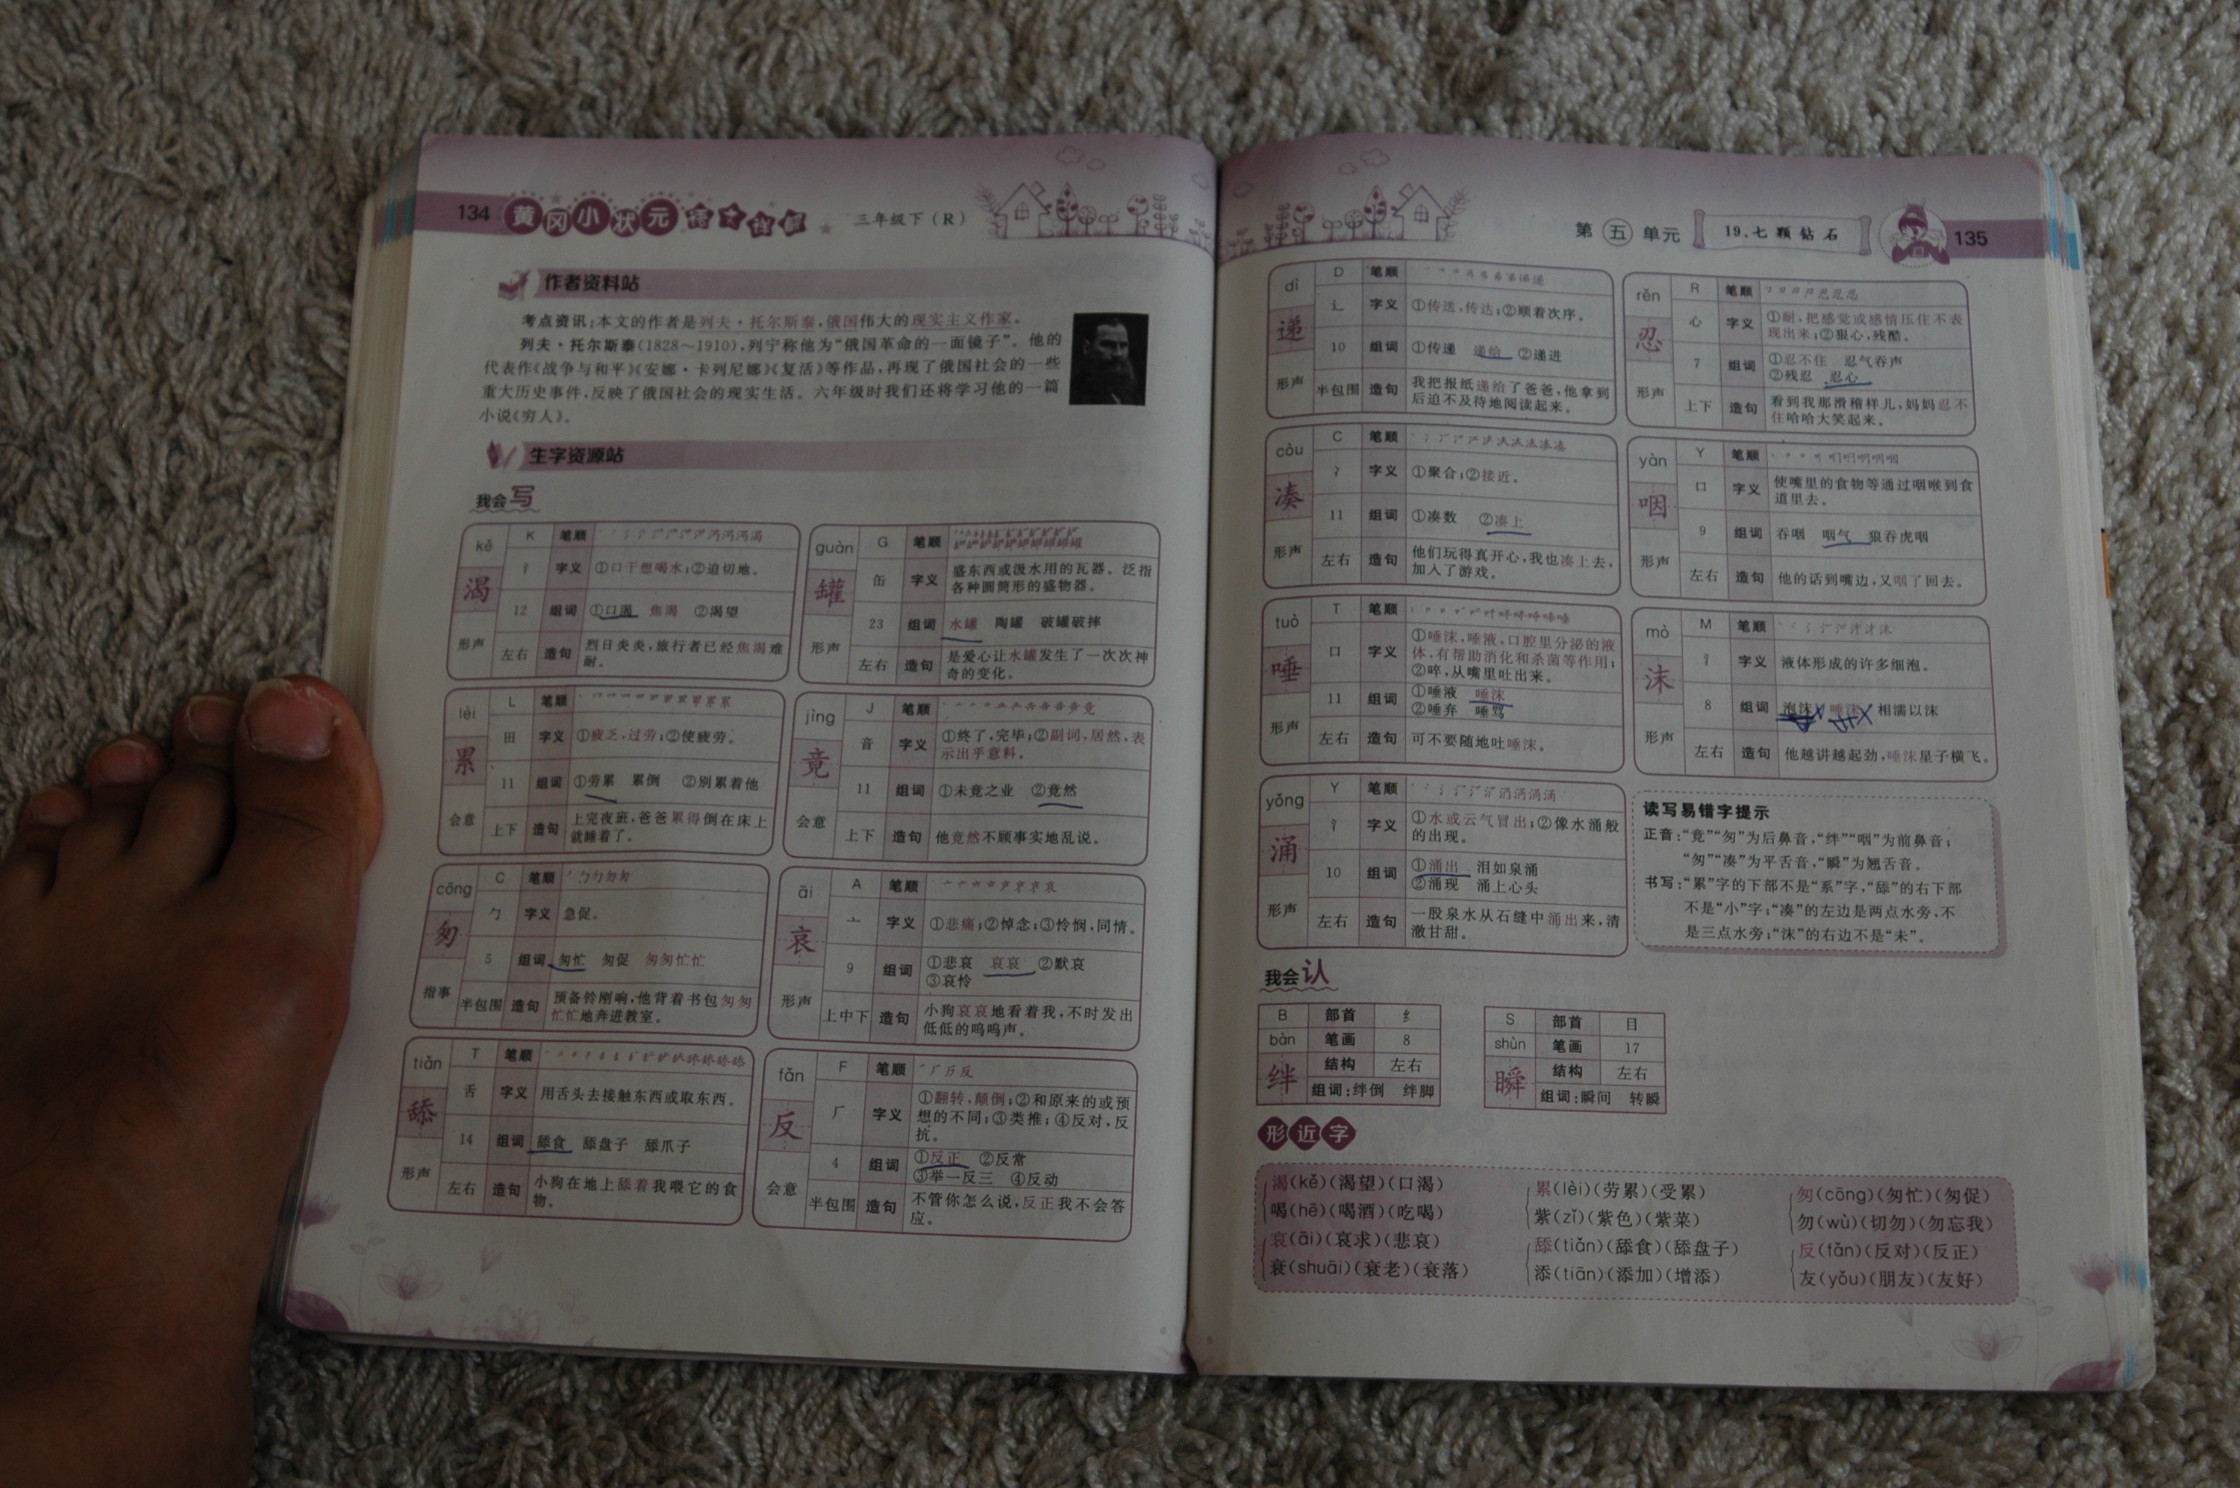 134 黄冈小状元 ★ 三年级下(R)
作者资料站
考点资讯:本文的作者是列夫·托尔斯泰,俄国伟大的现实主义作家。
列夫·托尔斯泰(1828~1910),列宁称他为“俄国革命的一面镜子”。他的
代表作《战争与和平》《安娜·卡列尼娜》《复活》等作品,再现了俄国社会的一些
重大历史事件,反映了俄国社会的现实生活。六年级时我们还将学习他的一篇
小说《穷人》。
生字资源站
我会写
kě K 笔顺
渴 氵 字义 ①口干想喝水;②迫切地。
12 组词 ①口渴 焦渴 ②渴望
形声 左右 造句 烈日炎炎,旅行者已经焦渴难
耐。
guàn G 笔顺
罐 缶 字义 盛东西或汲水用的瓦器。泛指
各种圆筒形的盛物器。
23 组词 水罐 陶罐 破罐破摔
形声 左右 造句 是爱心让水罐发生了一次次神
奇的变化。
lèi L 笔顺
累 田 字义 ①疲乏,过劳;②使疲劳。
11 组词 ①劳累 累倒 ②别累着他
会意 上下 造句 上完夜班,爸爸累得倒在床上
就睡着了。
jìng J 笔顺
竟 音 字义 ①终了,完毕;②副词,居然,表
示出乎意料。
11 组词 ①未竟之业 ②竟然
会意 上下 造句 他竟然不顾事实地乱说。
cōng C 笔顺
匆 勹 字义 急促。
5 组词 匆忙 匆促 匆匆忙忙
指事 半包围 造句 预备铃刚响,他背着书包匆匆
忙忙地奔进教室。
āi A 笔顺
哀 亠 字义 ①悲痛;②悼念;③怜悯,同情。
9 组词 ①悲哀 哀哀 ②默哀
③哀怜
形声 上中下 造句 小狗哀哀地看着我,不时发出
低低的呜呜声。
tiǎn T 笔顺
舔 舌 字义 用舌头去接触东西或取东西。
14 组词 舔食 舔盘子 舔爪子
形声 左右 造句 小狗在地上舔着我喂它的食
物。
fǎn F 笔顺
反 厂 字义 ①翻转,颠倒;②和原来的或预
想的不同;③类推;④反对,反
抗。
4 组词 ①反正 ②反常
③举一反三 ④反动
会意 半包围 造句 不管你怎么说,反正我不会答
应。
第五单元 19.七颗钻石 135
dì D 笔顺
递 辶 字义 ①传送,传达;②顺着次序。
10 组词 ①传递 递给 ②递进
形声 半包围 造句 我把报纸递给了爸爸,他拿到
后迫不及待地阅读起来。
rěn R 笔顺
忍 心 字义 ①耐,把感觉或感情压住不表
现出来;②狠心,残酷。
7 组词 ①忍不住 忍气吞声
②残忍 忍心
形声 上下 造句 看到我那滑稽样儿,妈妈忍不
住哈哈大笑起来。
còu C 笔顺
凑 冫 字义 ①聚合;②接近。
11 组词 ①凑数 ②凑上
形声 左右 造句 他们玩得真开心,我也凑上去,
加入了游戏。
yàn Y 笔顺
咽 口 字义 使嘴里的食物等通过咽喉到食
道里去。
9 组词 吞咽 咽气 狼吞虎咽
形声 左右 造句 他的话到嘴边,又咽了回去。
tuò T 笔顺
唾 口 字义 ①唾沫,唾液,口腔里分泌的液
体,有帮助消化和杀菌等作用;
②啐,从嘴里吐出来。
11 组词 ①唾液 唾沫
②唾弃 唾骂
形声 左右 造句 可不要随地吐唾沫。
mò M 笔顺
沫 氵 字义 液体形成的许多细泡。
8 组词 泡沫 唾沫 相濡以沫
形声 左右 造句 他越讲越起劲,唾沫星子横飞。
yǒng Y 笔顺
涌 氵 字义 ①水或云气冒出;②像水涌般
的出现。
10 组词 ①涌出 泪如泉涌
②涌现 涌上心头
形声 左右 造句 一股泉水从石缝中涌出来,清
澈甘甜。
读写易错字提示
正音:“竟”“匆”为后鼻音,“绊”“咽”为前鼻音;
“匆”“凑”为平舌音,“瞬”为翘舌音。
书写:“累”字的下部不是“系”字,“舔”的右下部
不是“小”字;“凑”的左边是两点水旁,不
是三点水旁;“沫”的右边不是“末”。
我会认
B 部首 纟
bàn 笔画 8
绊 结构 左右
组词:绊倒 绊脚
S 部首 目
shùn 笔画 17
瞬 结构 左右
组词:瞬间 转瞬
形近字
渴(kě)(渴望)(口渴)
喝(hē)(喝酒)(吃喝)
哀(āi)(哀求)(悲哀)
衰(shuāi)(衰老)(衰落)
累(lèi)(劳累)(受累)
紫(zǐ)(紫色)(紫菜)
舔(tiǎn)(舔食)(舔盘子)
添(tiān)(添加)(增添)
匆(cōng)(匆忙)(匆促)
勿(wù)(切勿)(勿忘我)
反(fǎn)(反对)(反正)
友(yǒu)(朋友)(友好)